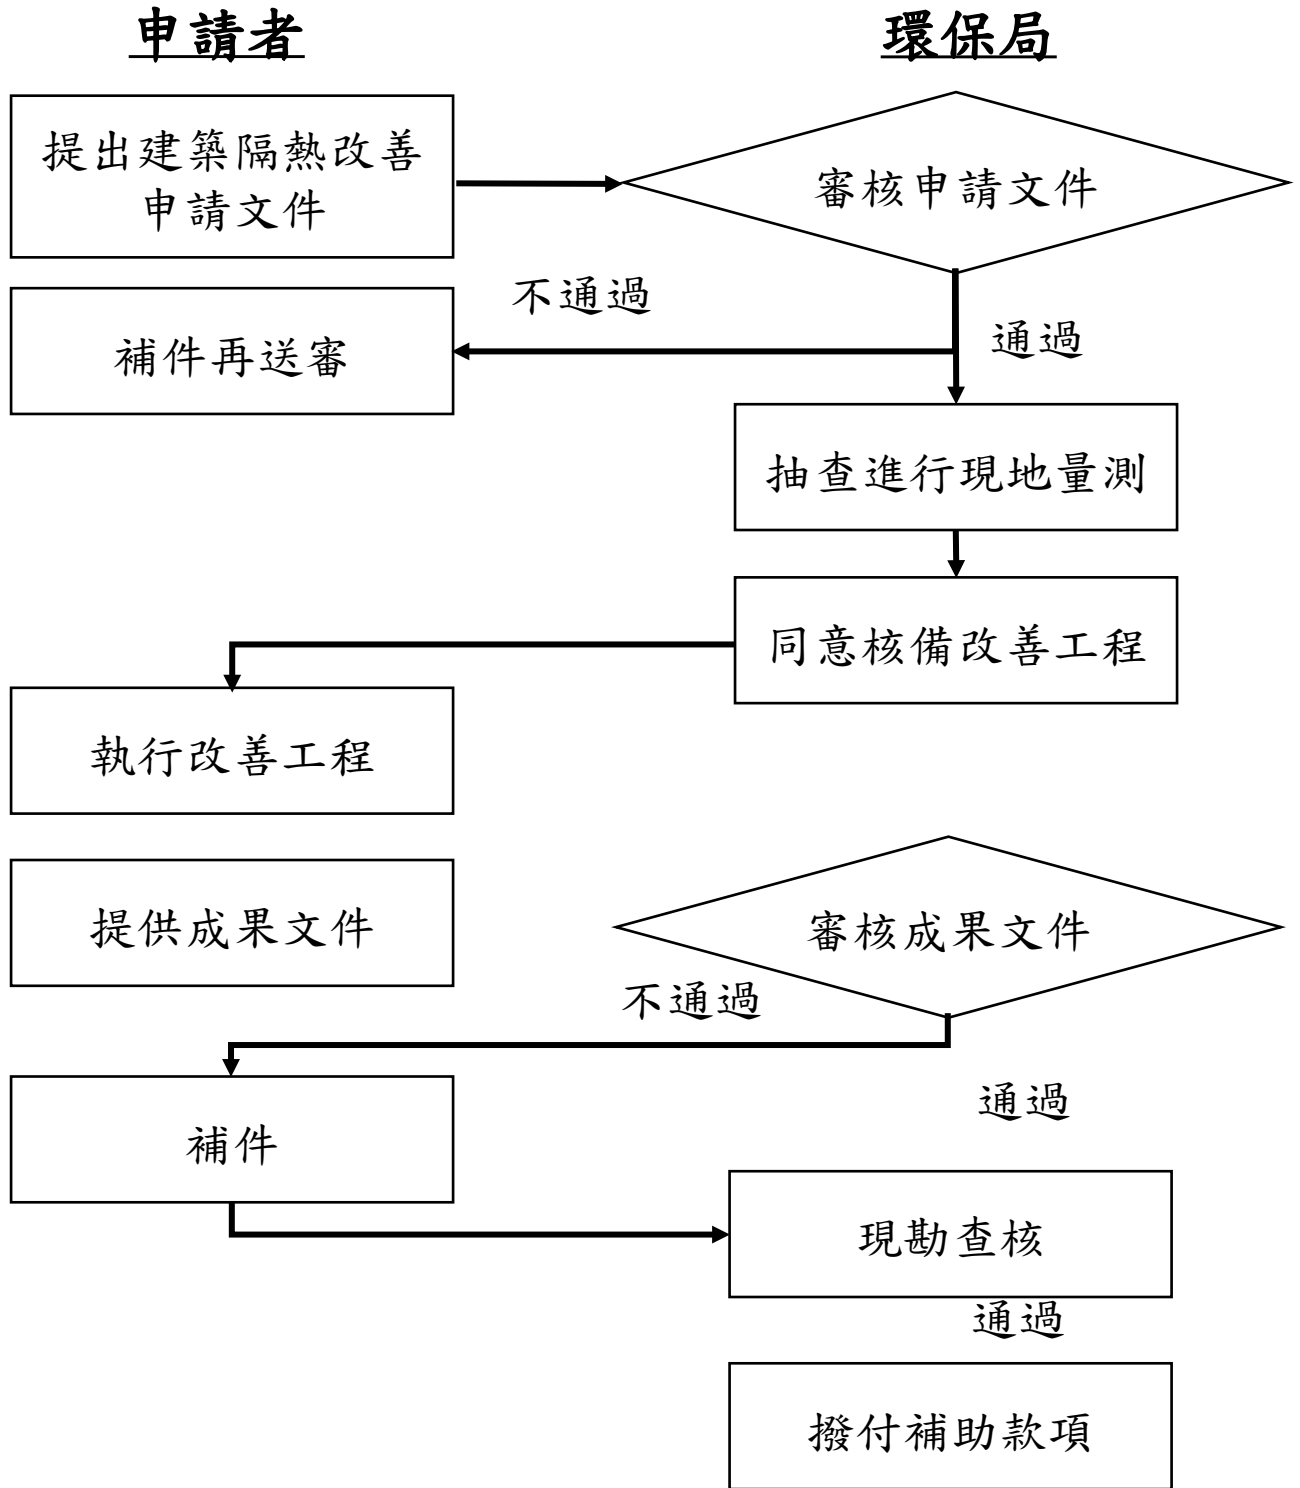 申請者
環保局
提出建築隔熱改善
申請文件
審核申請文件
不通過
通過
補件再送審
抽查進行現地量測
同意核備改善工程
執行改善工程
提供成果文件
審核成果文件
不通過
通過
補件
現勘查核
通過
撥付補助款項